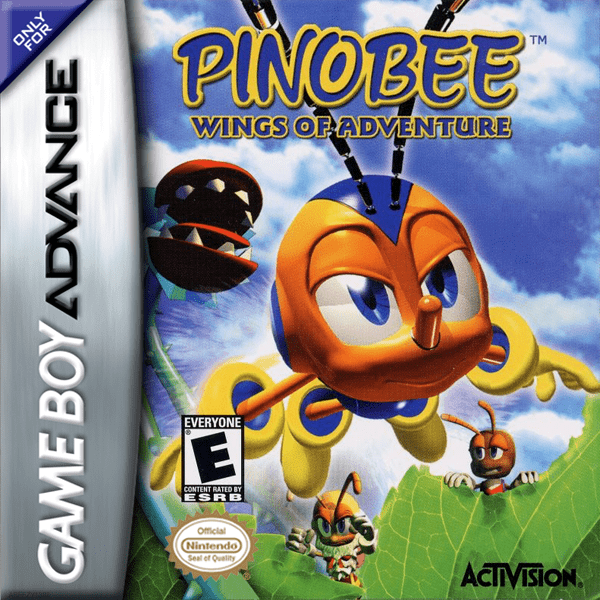 ONLY
FOR
GAME BOY ADVANCE
PINOBEE™
WINGS OF ADVENTURE
EVERYONE
E
®
CONTENT RATED BY
ESRB
Official
Nintendo
Seal of Quality
ACTIVISION®